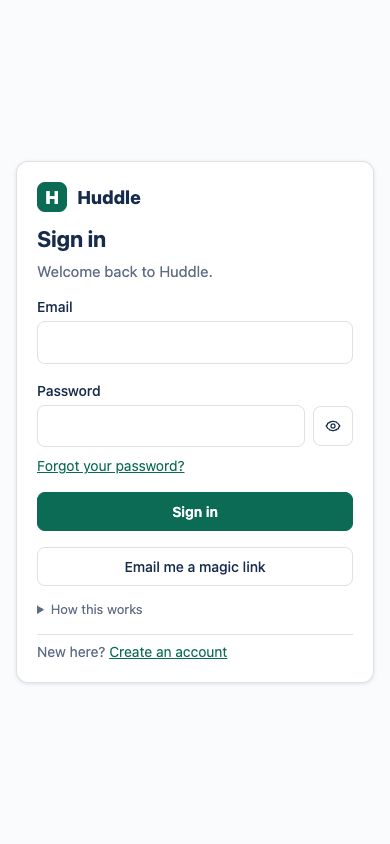 H Huddle
Sign in
Welcome back to Huddle.
Email
Password
Forgot your password?
Sign in
Email me a magic link
How this works
New here? Create an account